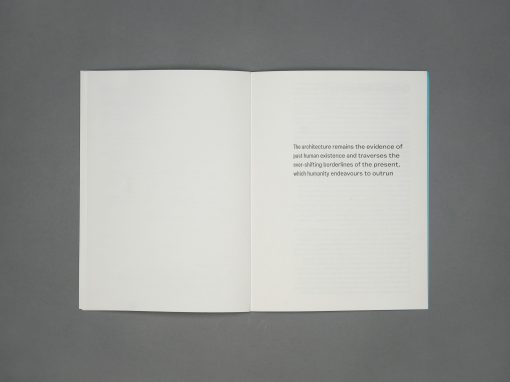 The architecture remains the evidence of
past human existence and traverses the
ever-shifting borderlines of the present,
which humanity endeavours to outrun